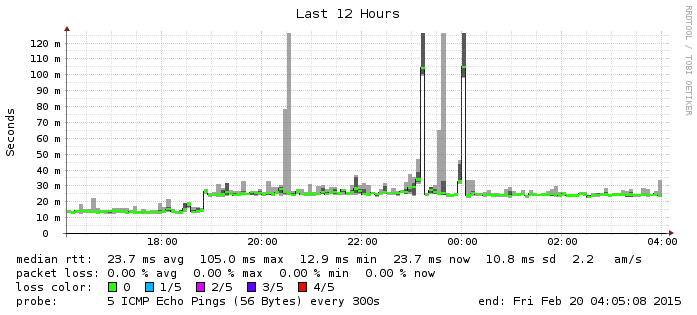 Last 12 Hours
RRDTOOL / TOBI OETIKER
Seconds
120 m
110 m
100 m
90 m
80 m
70 m
60 m
50 m
40 m
30 m
20 m
10 m
0
18:00 20:00 22:00 00:00 02:00 04:00
median rtt: 23.7 ms avg 105.0 ms max 12.9 ms min 23.7 ms now 10.8 ms sd 2.2 am/s
packet loss: 0.00 % avg 0.00 % max 0.00 % min 0.00 % now
loss color: 0 1/5 2/5 3/5 4/5
probe: 5 ICMP Echo Pings (56 Bytes) every 300s end: Fri Feb 20 04:05:08 2015